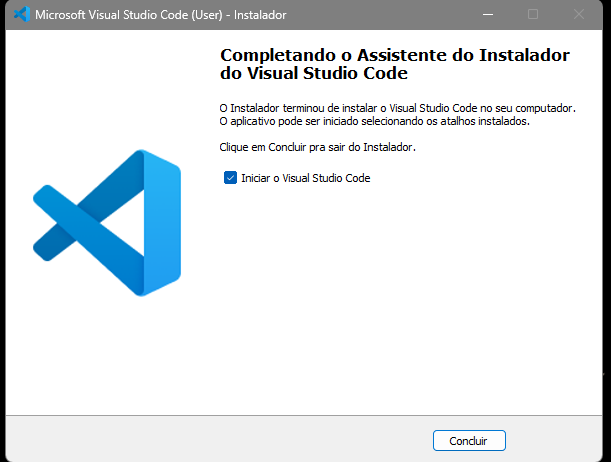 Microsoft Visual Studio Code (User) - Instalador
Completando o Assistente do Instalador
do Visual Studio Code
O Instalador terminou de instalar o Visual Studio Code no seu computador.
O aplicativo pode ser iniciado selecionando os atalhos instalados.
Clique em Concluir pra sair do Instalador.
Iniciar o Visual Studio Code
Concluir